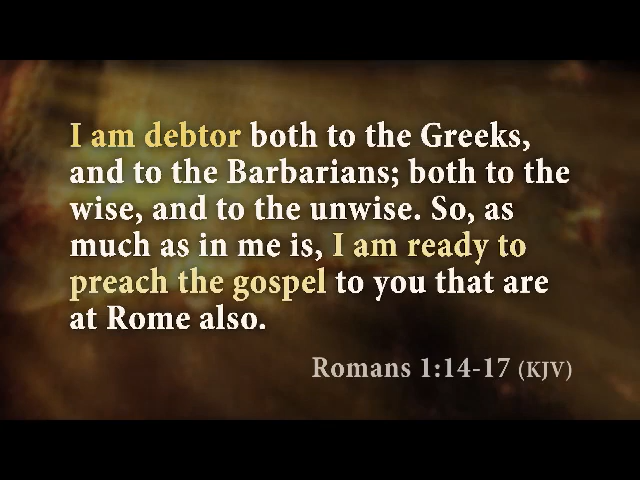 I am debtor both to the Greeks,
and to the Barbarians; both to the
wise, and to the unwise. So, as
much as in me is, I am ready to
preach the gospel to you that are
at Rome also.
Romans 1:14-17 (KJV)